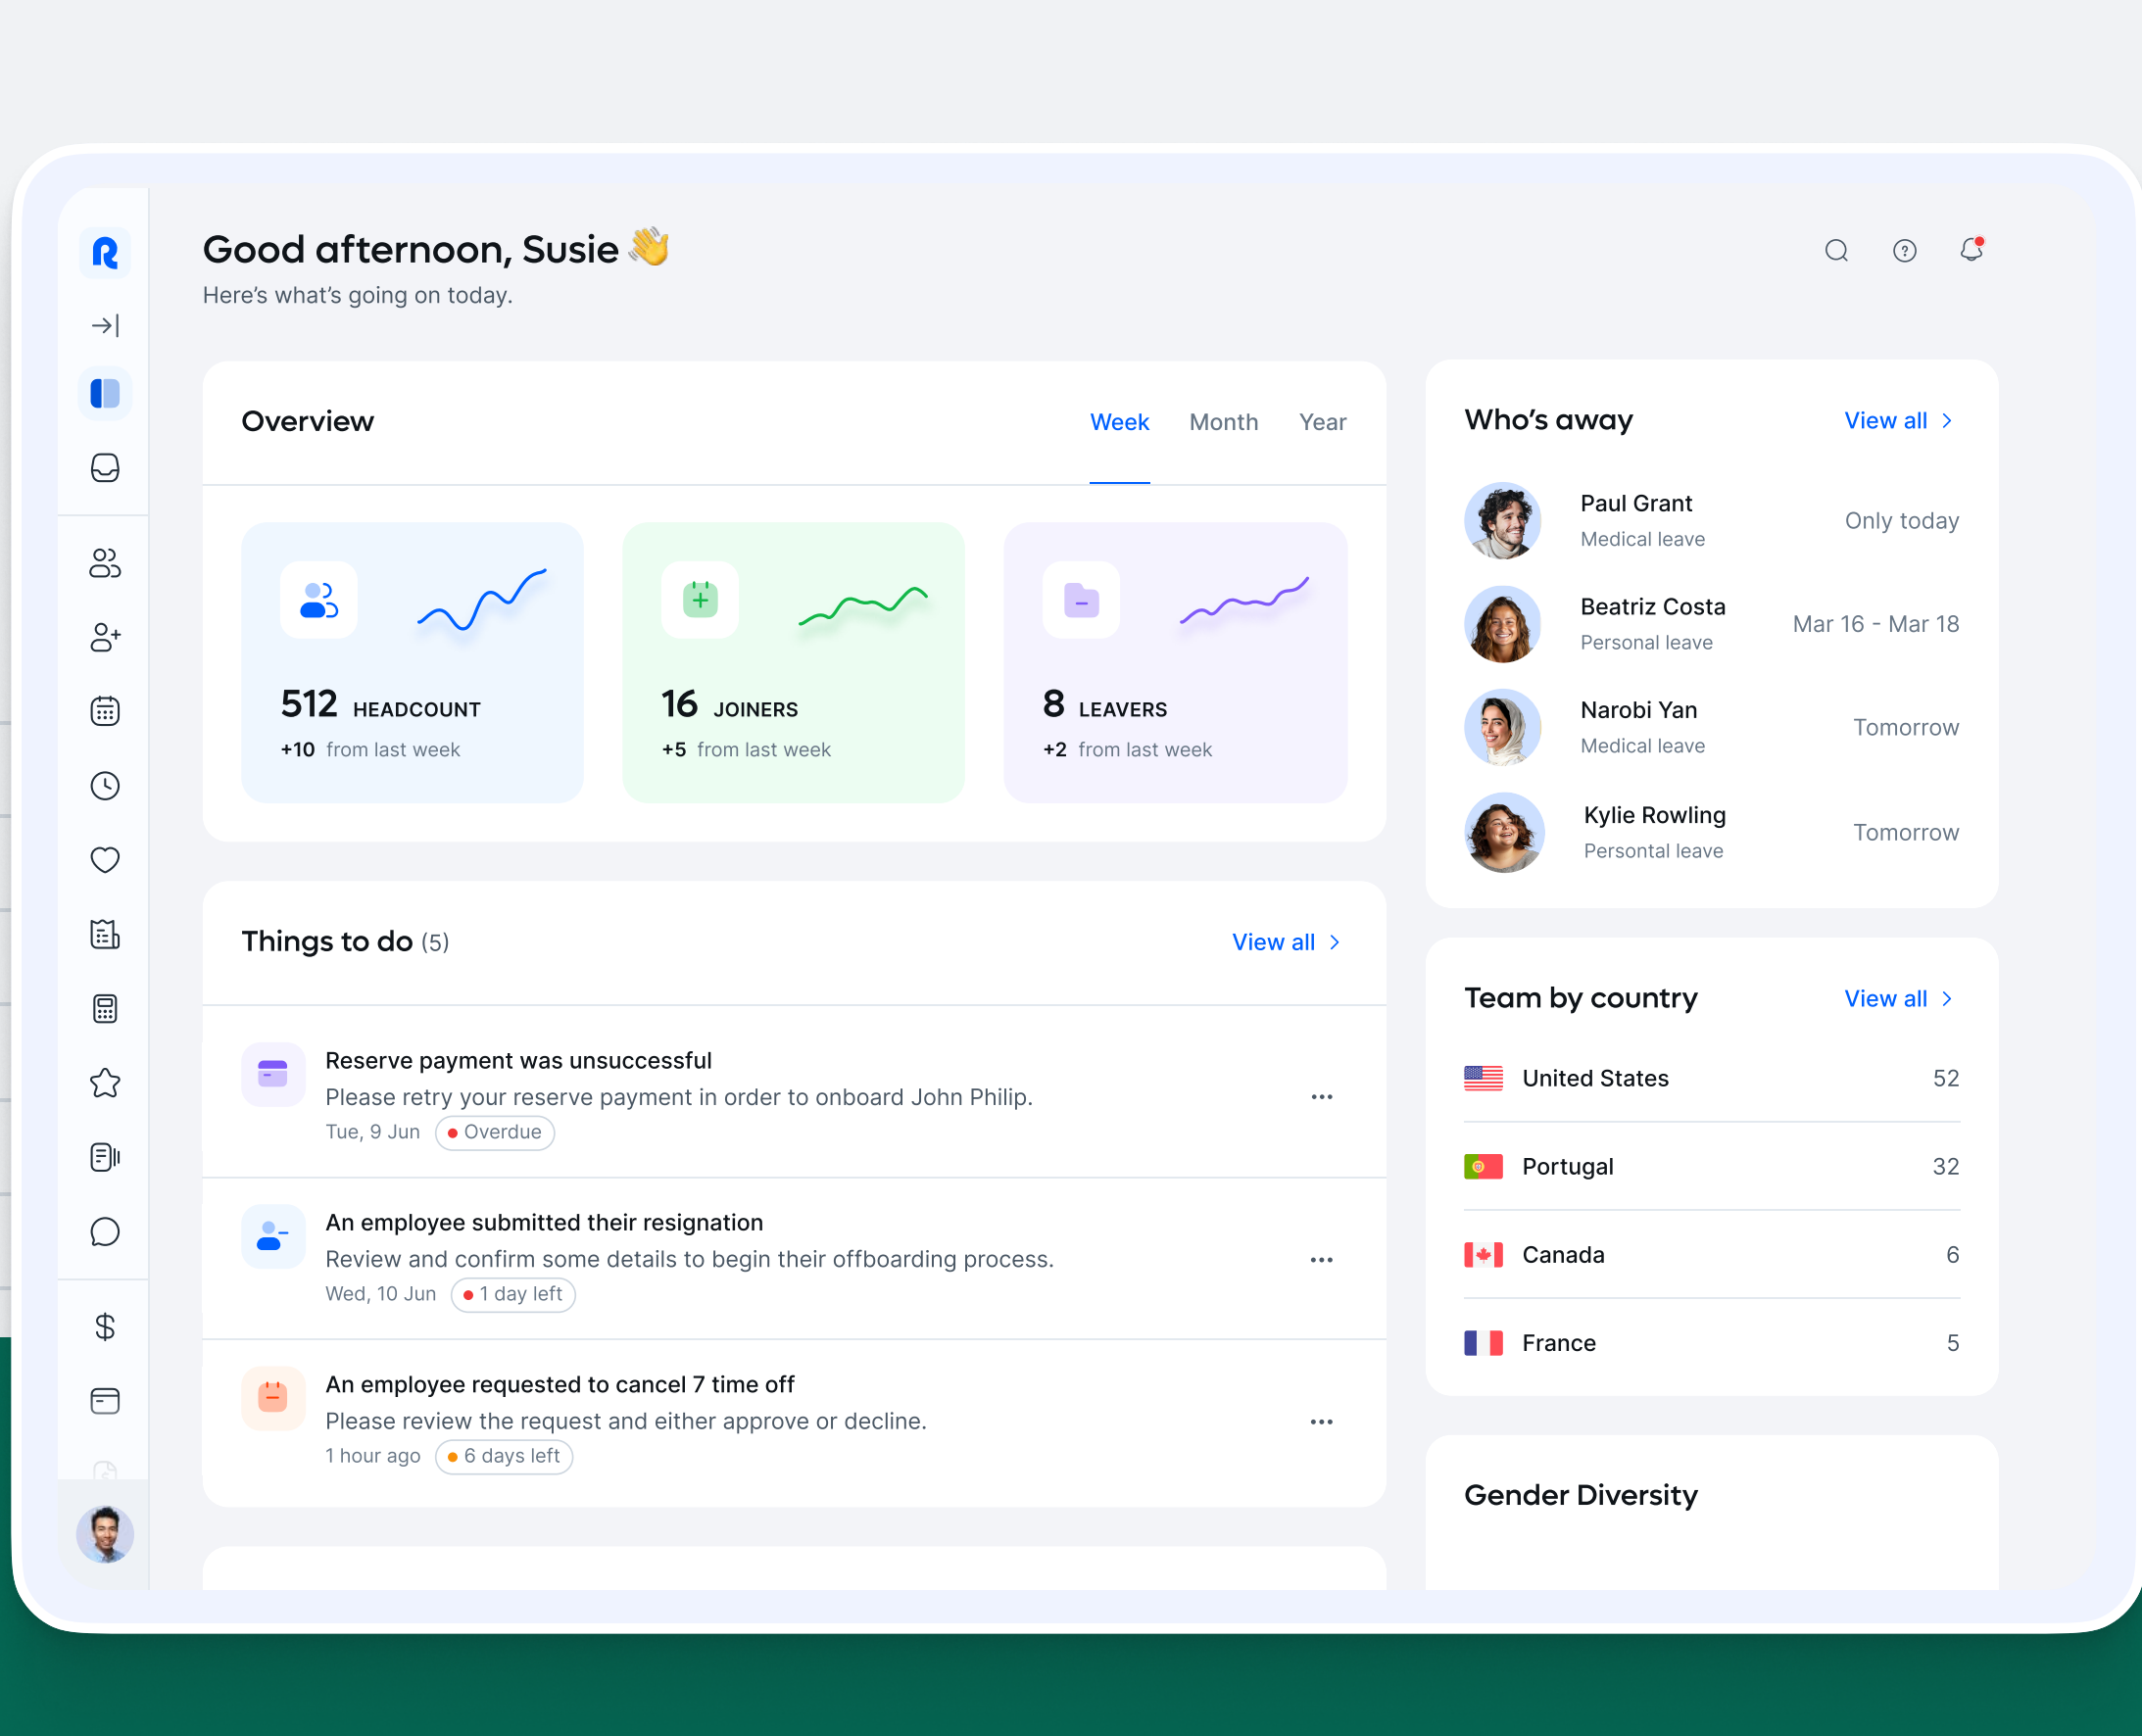 Good afternoon, Susie 👋
Here’s what’s going on today.
Overview
Week Month Year
512 HEADCOUNT
+10 from last week
16 JOINERS
+5 from last week
8 LEAVERS
+2 from last week
Things to do (5)
View all
Reserve payment was unsuccessful
Please retry your reserve payment in order to onboard John Philip.
Tue, 9 Jun Overdue
An employee submitted their resignation
Review and confirm some details to begin their offboarding process.
Wed, 10 Jun 1 day left
An employee requested to cancel 7 time off
Please review the request and either approve or decline.
1 hour ago 6 days left
Who’s away
View all
Paul Grant
Medical leave
Only today
Beatriz Costa
Personal leave
Mar 16 - Mar 18
Narobi Yan
Medical leave
Tomorrow
Kylie Rowling
Persontal leave
Tomorrow
Team by country
View all
United States 52
Portugal 32
Canada 6
France 5
Gender Diversity